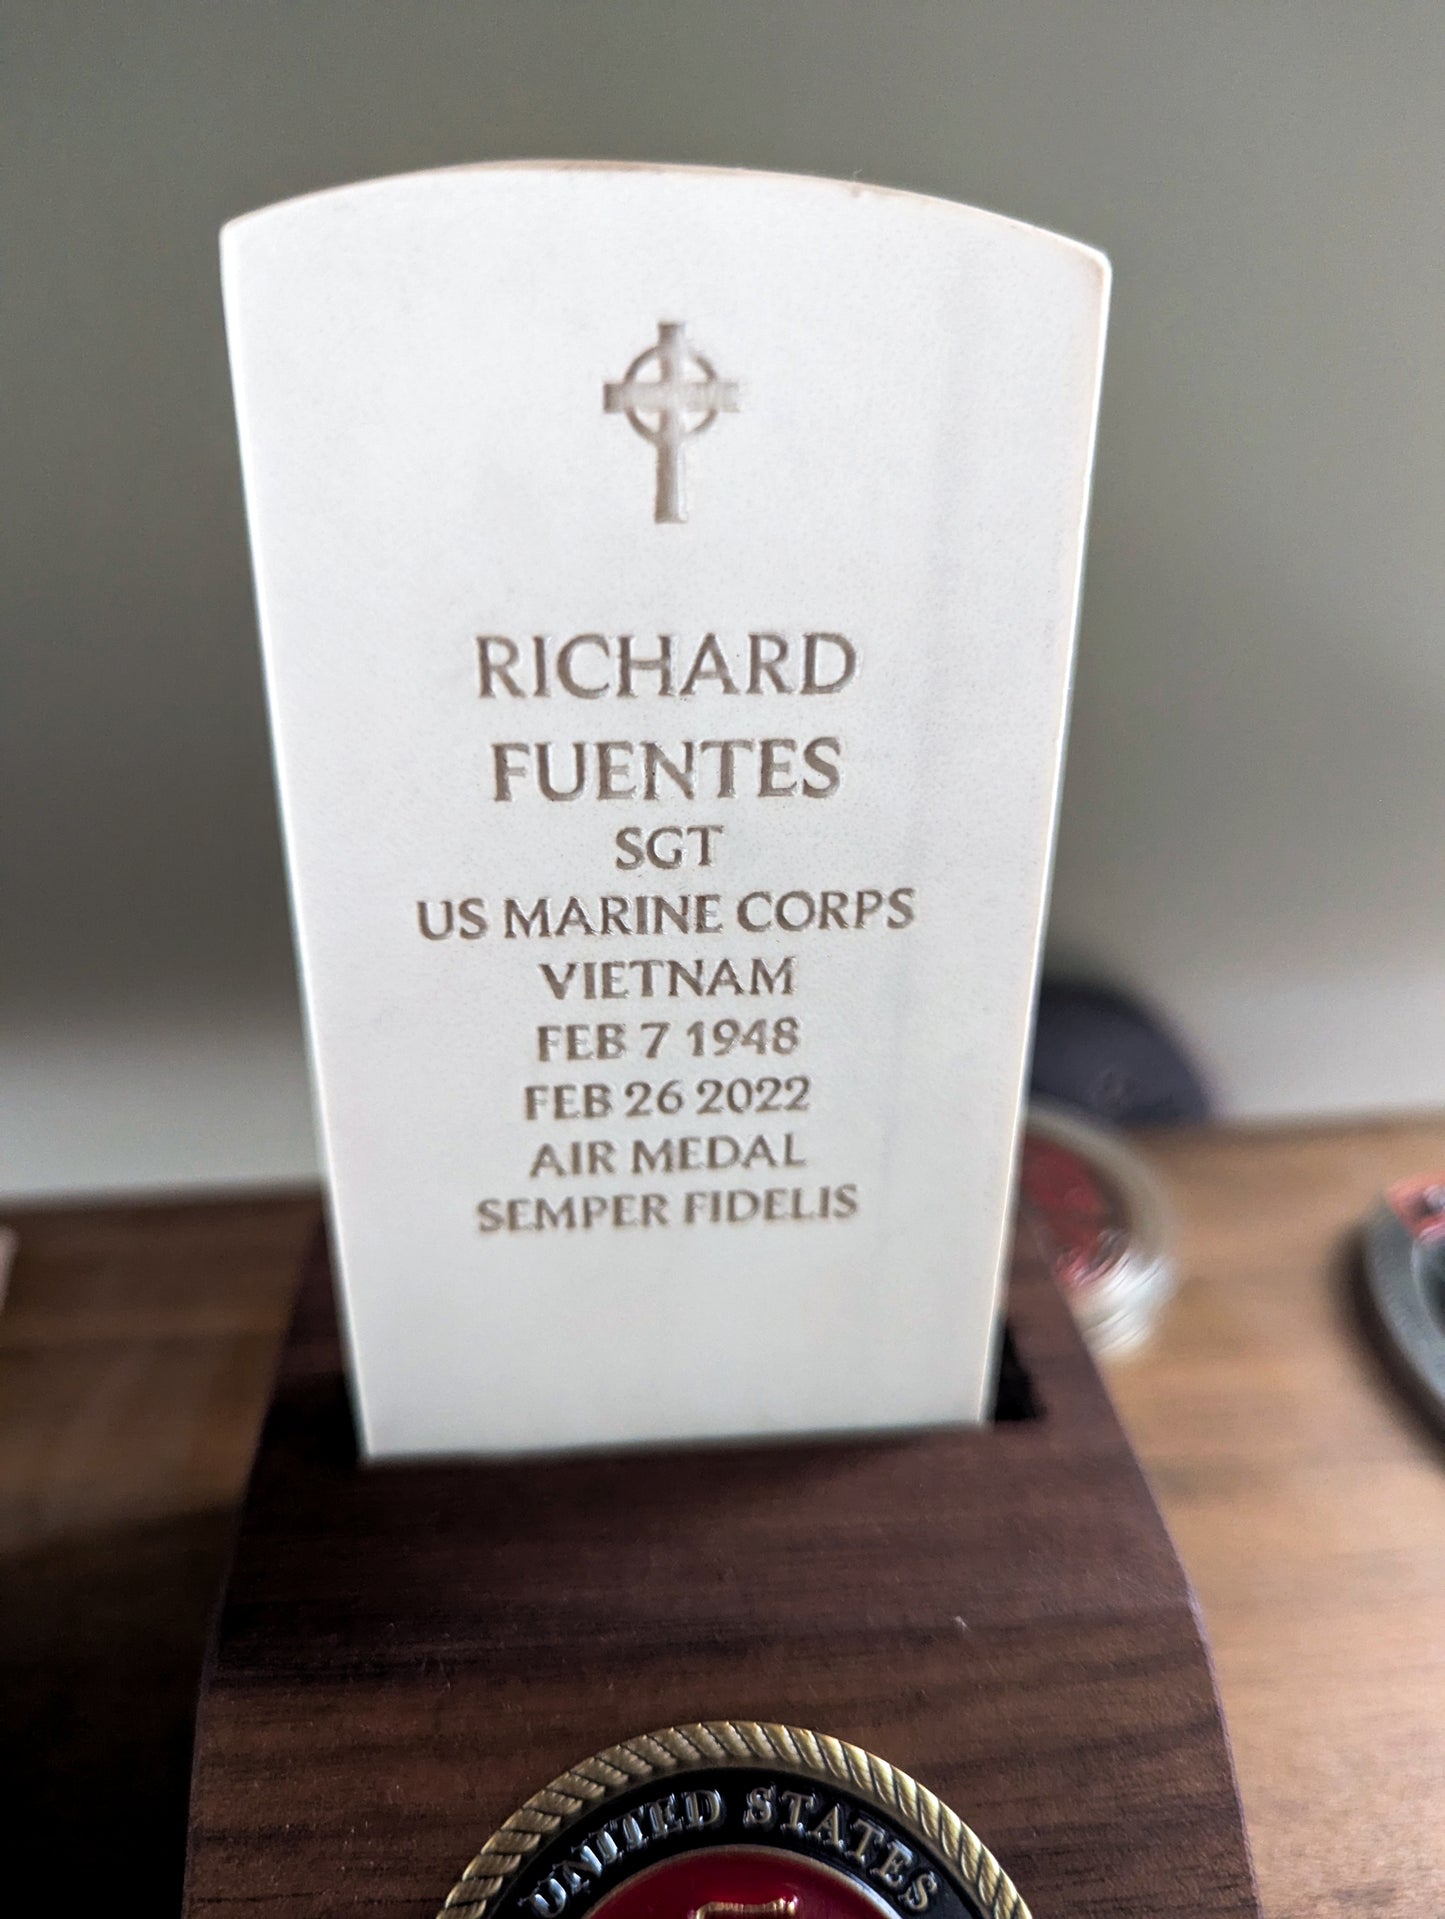 RICHARD
FUENTES
SGT
US MARINE CORPS
VIETNAM
FEB 7 1948
FEB 26 2022
AIR MEDAL
SEMPER FIDELIS
UNITED STATES